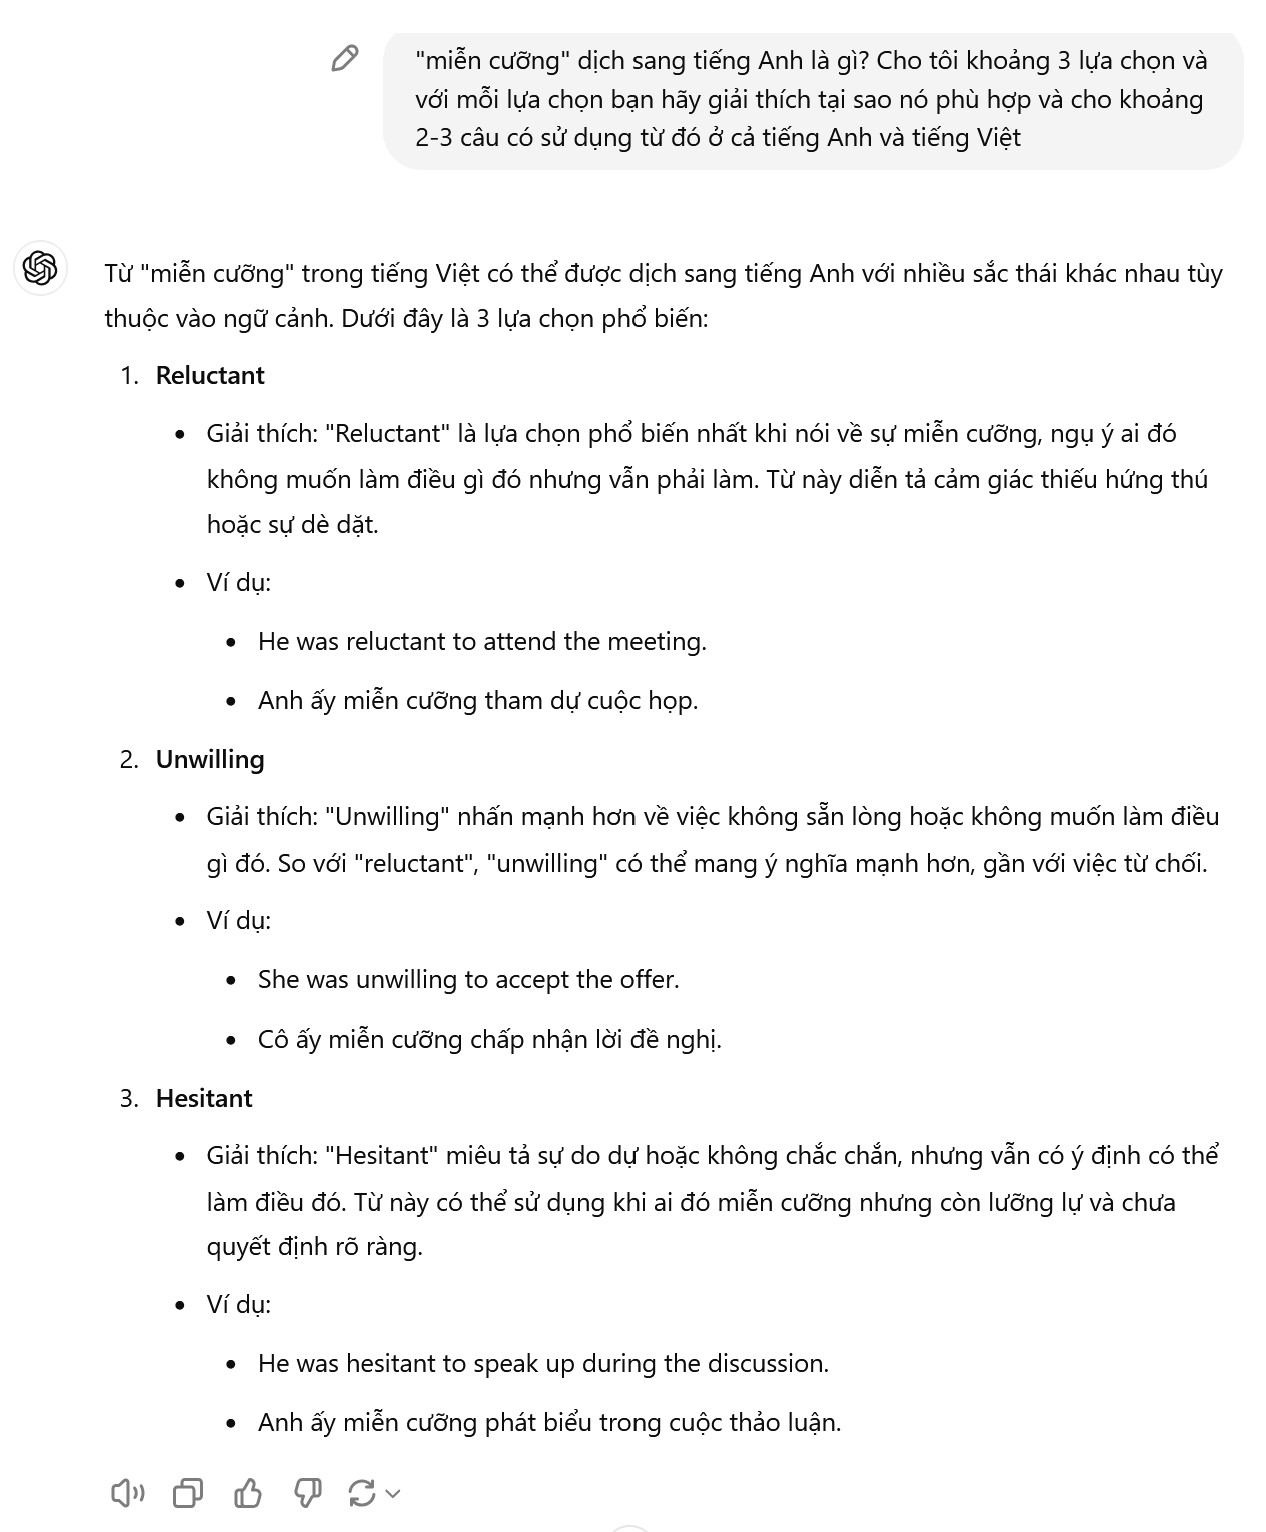 "miễn cưỡng" dịch sang tiếng Anh là gì? Cho tôi khoảng 3 lựa chọn và
với mỗi lựa chọn bạn hãy giải thích tại sao nó phù hợp và cho khoảng
2-3 câu có sử dụng từ đó ở cả tiếng Anh và tiếng Việt
Từ "miễn cưỡng" trong tiếng Việt có thể được dịch sang tiếng Anh với nhiều sắc thái khác nhau tùy
thuộc vào ngữ cảnh. Dưới đây là 3 lựa chọn phổ biến:
1. Reluctant
• Giải thích: "Reluctant" là lựa chọn phổ biến nhất khi nói về sự miễn cưỡng, ngụ ý ai đó
không muốn làm điều gì đó nhưng vẫn phải làm. Từ này diễn tả cảm giác thiếu hứng thú
hoặc sự dè dặt.
• Ví dụ:
• He was reluctant to attend the meeting.
• Anh ấy miễn cưỡng tham dự cuộc họp.
2. Unwilling
• Giải thích: "Unwilling" nhấn mạnh hơn về việc không sẵn lòng hoặc không muốn làm điều
gì đó. So với "reluctant", "unwilling" có thể mang ý nghĩa mạnh hơn, gần với việc từ chối.
• Ví dụ:
• She was unwilling to accept the offer.
• Cô ấy miễn cưỡng chấp nhận lời đề nghị.
3. Hesitant
• Giải thích: "Hesitant" miêu tả sự do dự hoặc không chắc chắn, nhưng vẫn có ý định có thể
làm điều đó. Từ này có thể sử dụng khi ai đó miễn cưỡng nhưng còn lưỡng lự và chưa
quyết định rõ ràng.
• Ví dụ:
• He was hesitant to speak up during the discussion.
• Anh ấy miễn cưỡng phát biểu trong cuộc thảo luận.